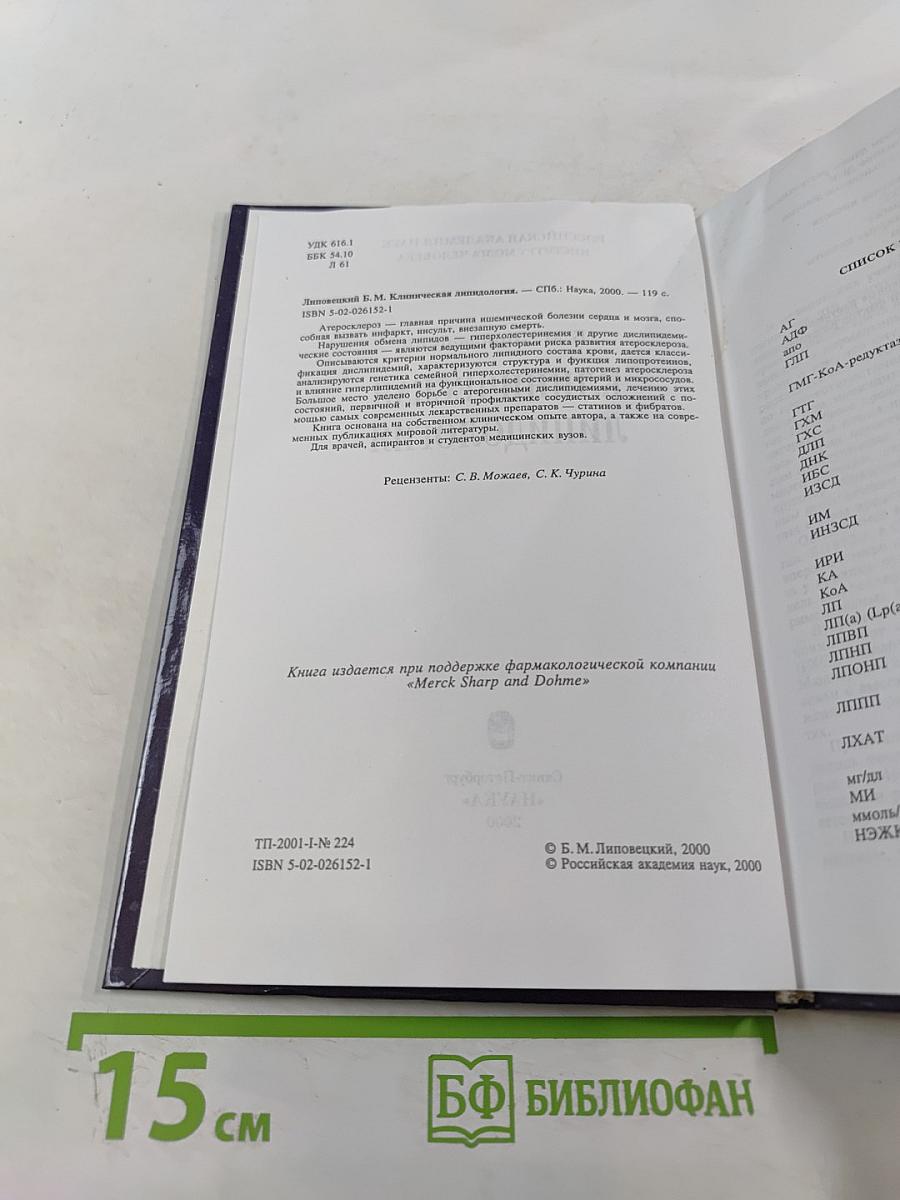 УДК 616.1
ББК 54.10
Л 61
Липовецкий Б. М. Клиническая липидология. — СПб.: Наука, 2000. — 119 с.
ISBN 5-02-026152-1
Атеросклероз — главная причина ишемической болезни сердца и мозга, спо-
собная вызвать инфаркт, инсульт, внезапную смерть.
Нарушения обмена липидов — гиперхолестеринемия и другие дислипидеми-
ческие состояния — являются ведущими факторами риска развития атеросклероза.
Описываются критерии нормального липидного состава крови, дается класси-
фикация дислипидемий, характеризуются структура и функция липопротеинов,
анализируются генетика семейной гиперхолестеринемии, патогенез атеросклероза
и влияние гиперлипидемий на функциональное состояние артерий и микрососудов.
Большое место уделено борьбе с атерогенными дислипидемиями, лечению этих
состояний, первичной и вторичной профилактике сосудистых осложнений с по-
мощью самых современных лекарственных препаратов — статинов и фибратов.
Книга основана на собственном клиническом опыте автора, а также на совре-
менных публикациях мировой литературы.
Для врачей, аспирантов и студентов медицинских вузов.
Рецензенты: С. В. Можаев, С. К. Чурина
Книга издается при поддержке фармакологической компании
«Merck Sharp and Dohme»
Санкт-Петербург
«НАУКА»
2000
ТП-2001-I-№ 224
ISBN 5-02-026152-1
© Б. М. Липовецкий, 2000
© Российская академия наук, 2000
СПИСОК
АГ
АДФ
апо
ГЛП
ГМГ-КоА-редуктаз
ГТГ
ГХМ
ГХС
ДЛП
ДНК
ИБС
ИЗСД
ИМ
ИНЗСД
ИРИ
КА
КоА
ЛП
ЛП(а) (Lp(a
ЛПВП
ЛПНП
ЛПОНП
ЛППП
ЛХАТ
мг/дл
МИ
ммоль/
НЭЖК
15 см
БФ БИБЛИОФАН